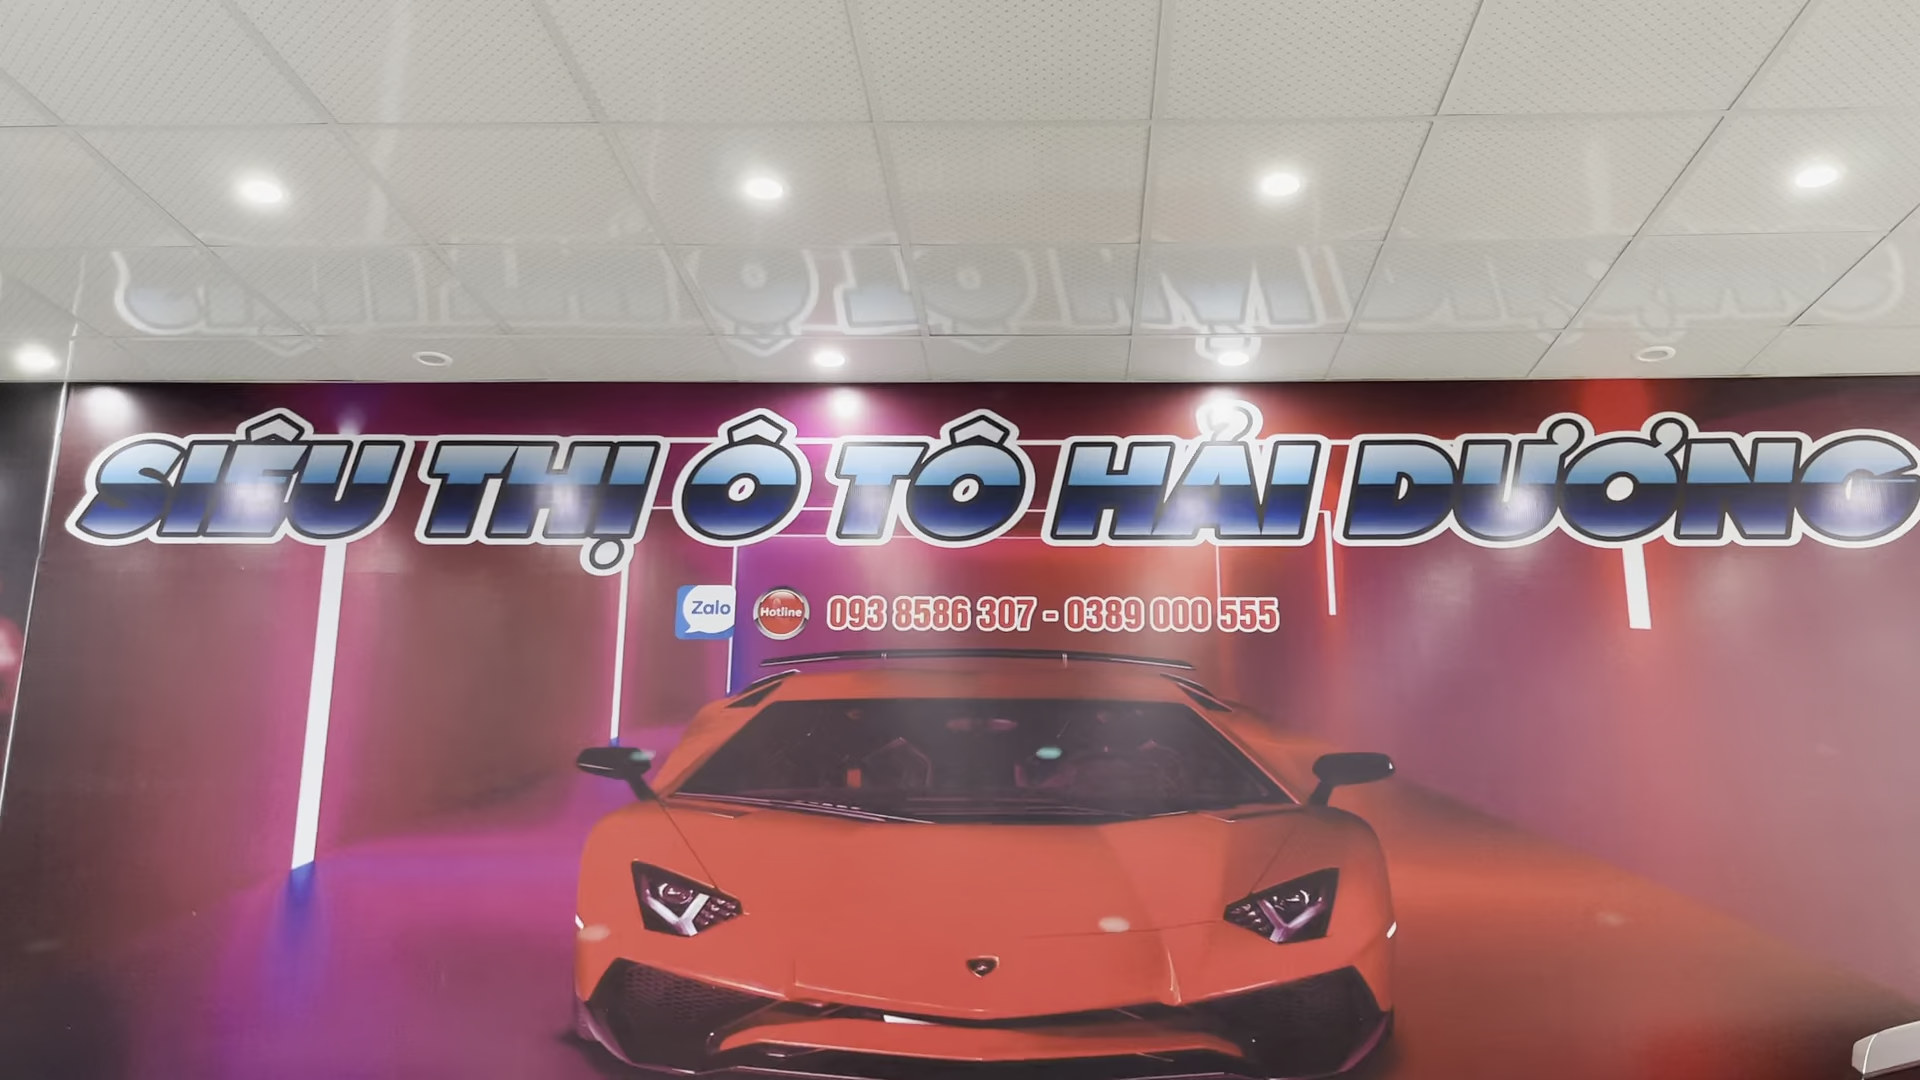 SIÊU THỊ Ô TÔ HẢI DƯƠNG
Zalo Hotline 093 8586 307 - 0389 000 555